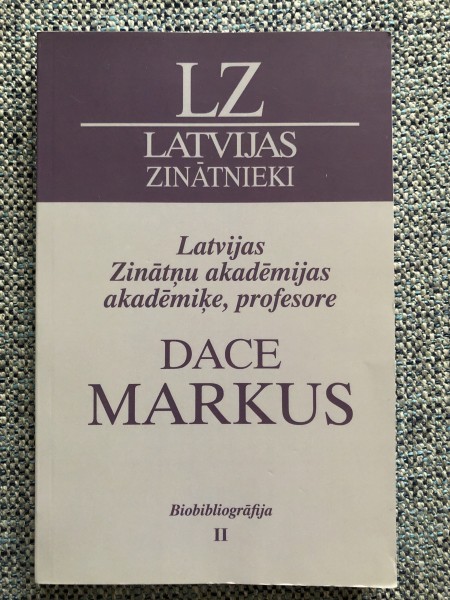 LZ
LATVIJAS
ZINĀTNIEKI
Latvijas
Zinātņu akadēmijas
akadēmiķe, profesore
DACE
MARKUS
Biobibliogrāfija
II